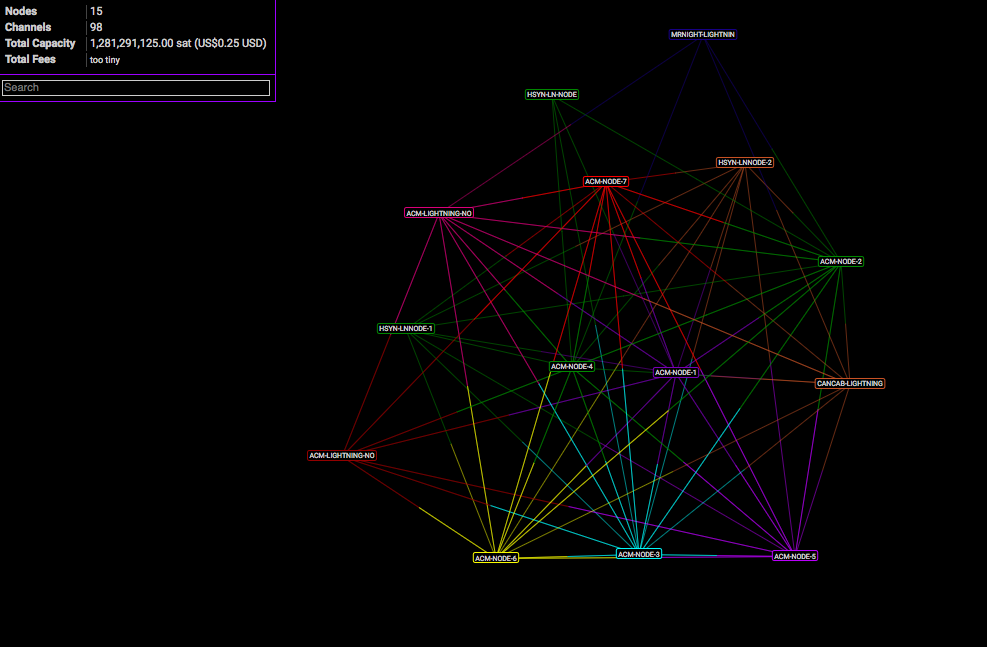 Nodes 15
Channels 98
Total Capacity 1,281,291,125.00 sat (US$0.25 USD)
Total Fees too tiny
Search
MRNIGHT-LIGHTNIN
HSYN-LN-NODE
HSYN-LNNODE-2
ACM-NODE-7
ACM-LIGHTNING-NO
ACM-NODE-2
HSYN-LNNODE-1
ACM-NODE-4
ACM-NODE-1
CANCAB-LIGHTNING
ACM-LIGHTNING-NO
ACM-NODE-6
ACM-NODE-3
ACM-NODE-5